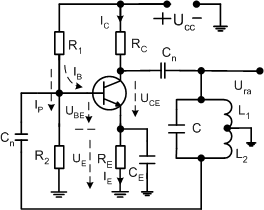 I_C
+ U_cc
R_1
R_C
C_n
I_B
U_ra
I_P
U_BE
U_CE
C
L_1
C_n
L_2
R_2
U_E
R_E
I_E
C_E